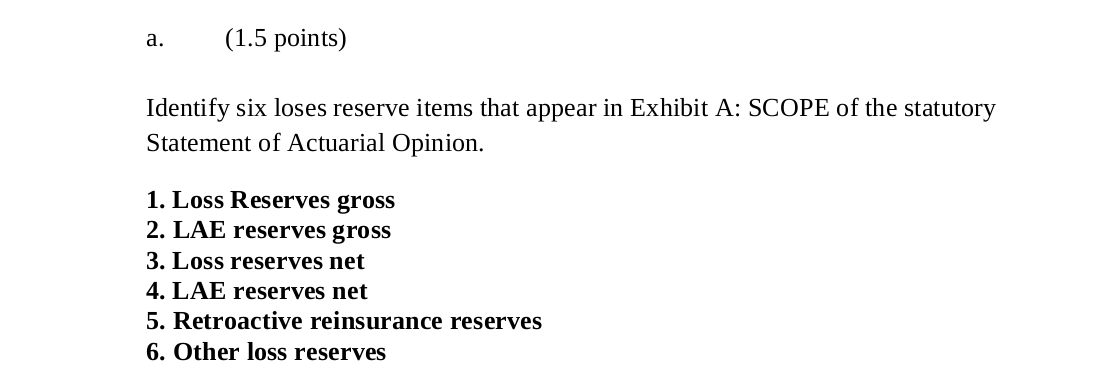 a. (1.5 points)
Identify six loses reserve items that appear in Exhibit A: SCOPE of the statutory
Statement of Actuarial Opinion.
1. Loss Reserves gross
2. LAE reserves gross
3. Loss reserves net
4. LAE reserves net
5. Retroactive reinsurance reserves
6. Other loss reserves